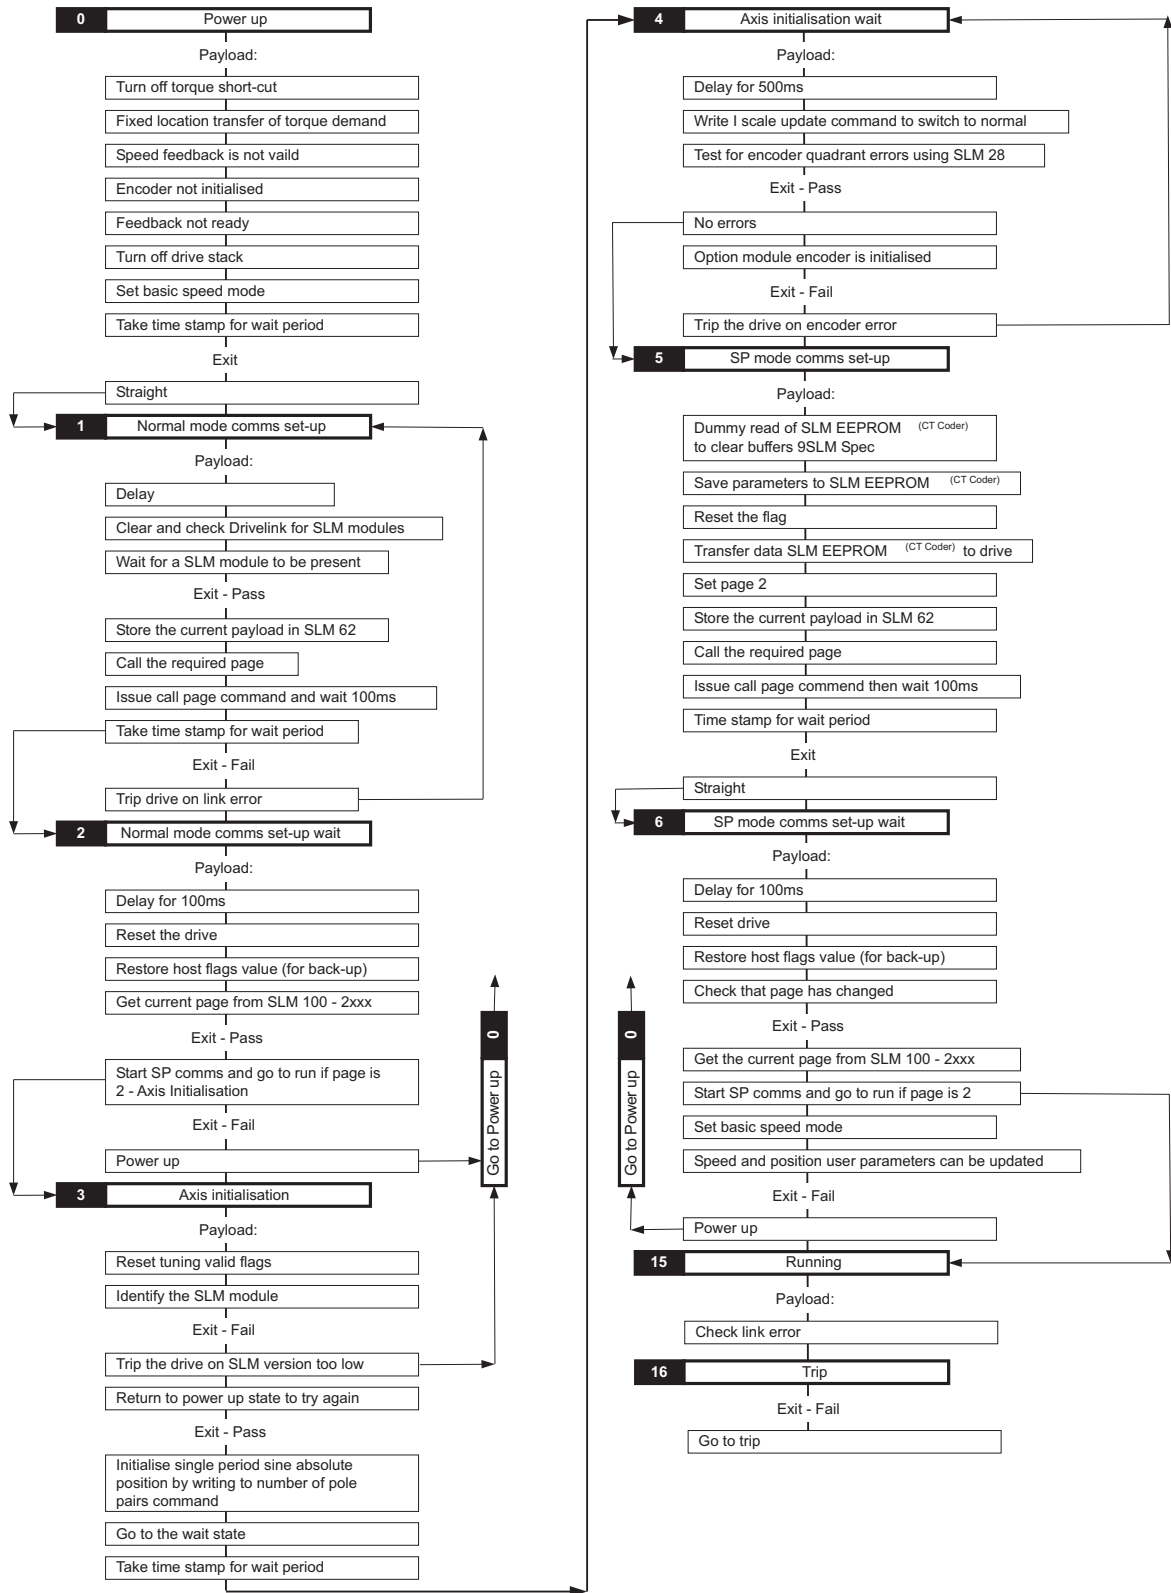 0 Power up
Payload:
Turn off torque short-cut
Fixed location transfer of torque demand
Speed feedback is not vaild
Encoder not initialised
Feedback not ready
Turn off drive stack
Set basic speed mode
Take time stamp for wait period
Exit
Straight
1 Normal mode comms set-up
Payload:
Delay
Clear and check Drivelink for SLM modules
Wait for a SLM module to be present
Exit - Pass
Store the current payload in SLM 62
Call the required page
Issue call page command and wait 100ms
Take time stamp for wait period
Exit - Fail
Trip drive on link error
2 Normal mode comms set-up wait
Payload:
Delay for 100ms
Reset the drive
Restore host flags value (for back-up)
Get current page from SLM 100 - 2xxx
Exit - Pass
Start SP comms and go to run if page is
2 - Axis Initialisation
Exit - Fail
Power up
Go to Power up 0
3 Axis initialisation
Payload:
Reset tuning valid flags
Identify the SLM module
Exit - Fail
Trip the drive on SLM version too low
Return to power up state to try again
Exit - Pass
Initialise single period sine absolute
position by writing to number of pole
pairs command
Go to the wait state
Take time stamp for wait period
4 Axis initialisation wait
Payload:
Delay for 500ms
Write I scale update command to switch to normal
Test for encoder quadrant errors using SLM 28
Exit - Pass
No errors
Option module encoder is initialised
Exit - Fail
Trip the drive on encoder error
5 SP mode comms set-up
Payload:
Dummy read of SLM EEPROM (CT Coder)
to clear buffers 9SLM Spec
Save parameters to SLM EEPROM (CT Coder)
Reset the flag
Transfer data SLM EEPROM (CT Coder) to drive
Set page 2
Store the current payload in SLM 62
Call the required page
Issue call page commend then wait 100ms
Time stamp for wait period
Exit
Straight
6 SP mode comms set-up wait
Payload:
Delay for 100ms
Reset drive
Restore host flags value (for back-up)
Check that page has changed
Exit - Pass
Get the current page from SLM 100 - 2xxx
Start SP comms and go to run if page is 2
Set basic speed mode
Speed and position user parameters can be updated
Exit - Fail
Power up
Go to Power up 0
15 Running
Payload:
Check link error
16 Trip
Exit - Fail
Go to trip